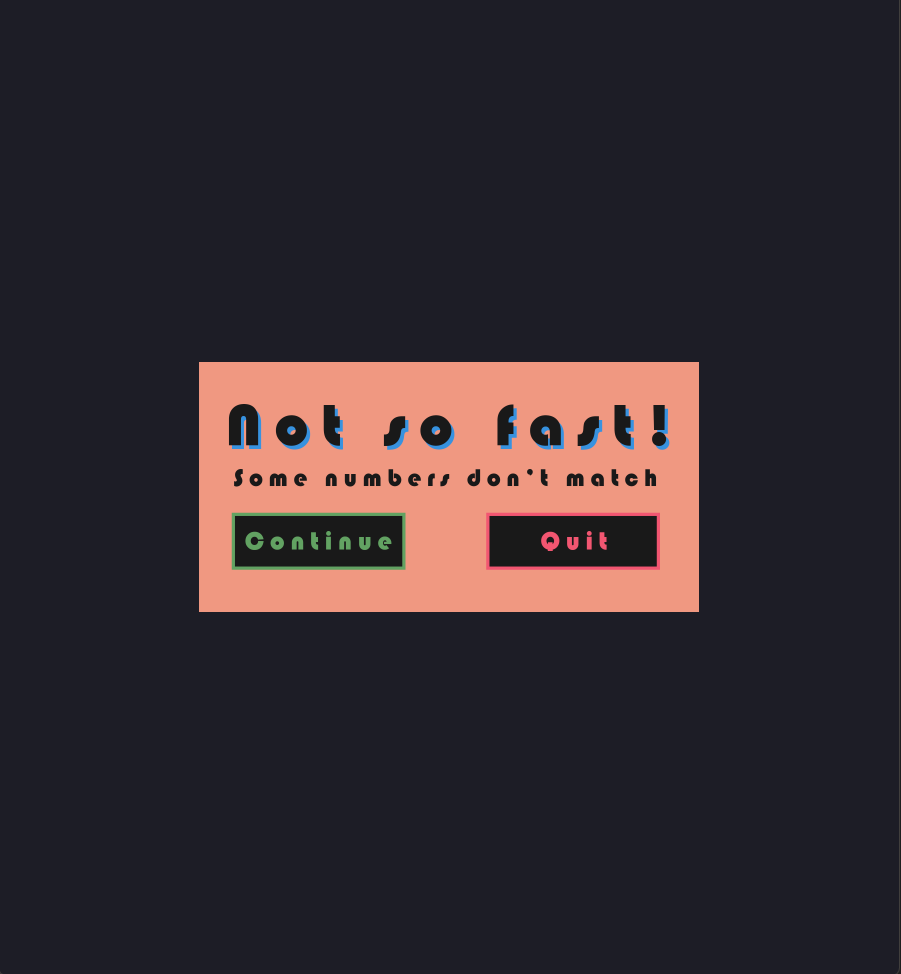 Not so fast!
Some numbers don't match
Continue
Quit